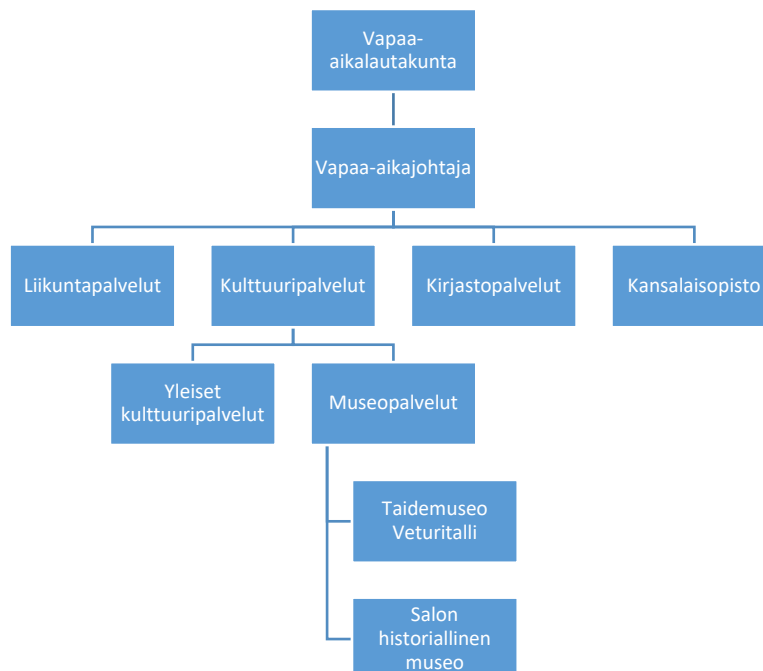 Vapaa-
aikalautakunta
Vapaa-aikajohtaja
Liikuntapalvelut
Kulttuuripalvelut
Kirjastopalvelut
Kansalaisopisto
Yleiset
kulttuuripalvelut
Museopalvelut
Taidemuseo
Veturitalli
Salon
historiallinen
museo